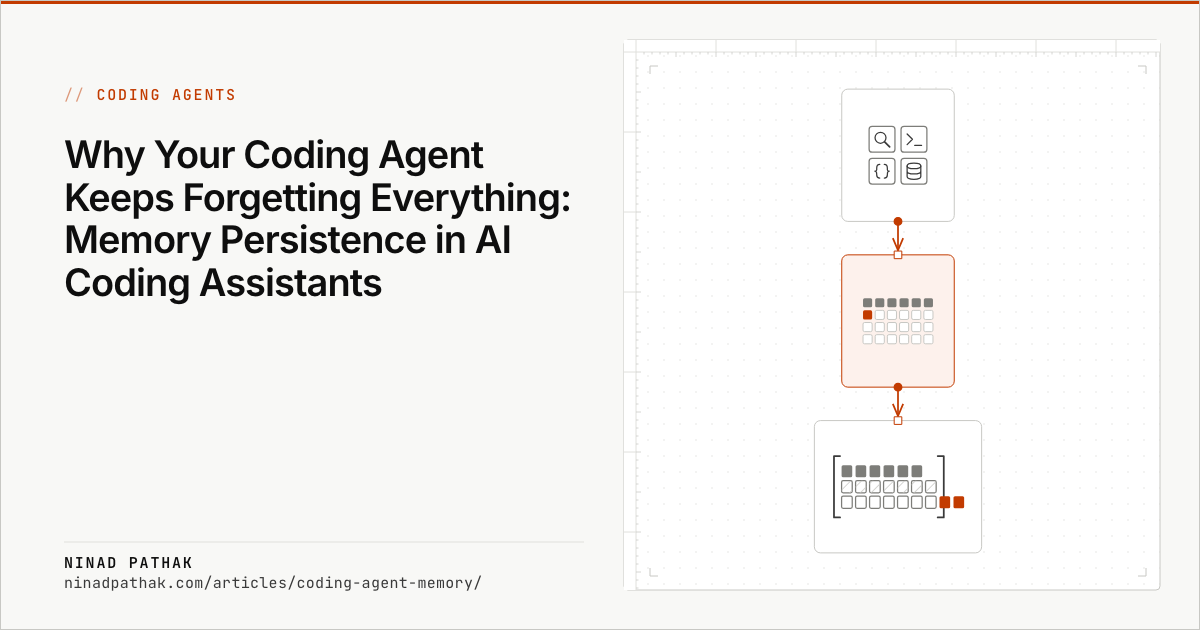 // CODING AGENTS
Why Your Coding Agent
Keeps Forgetting Everything:
Memory Persistence in AI
Coding Assistants
NINAD PATHAK
ninadpathak.com/articles/coding-agent-memory/